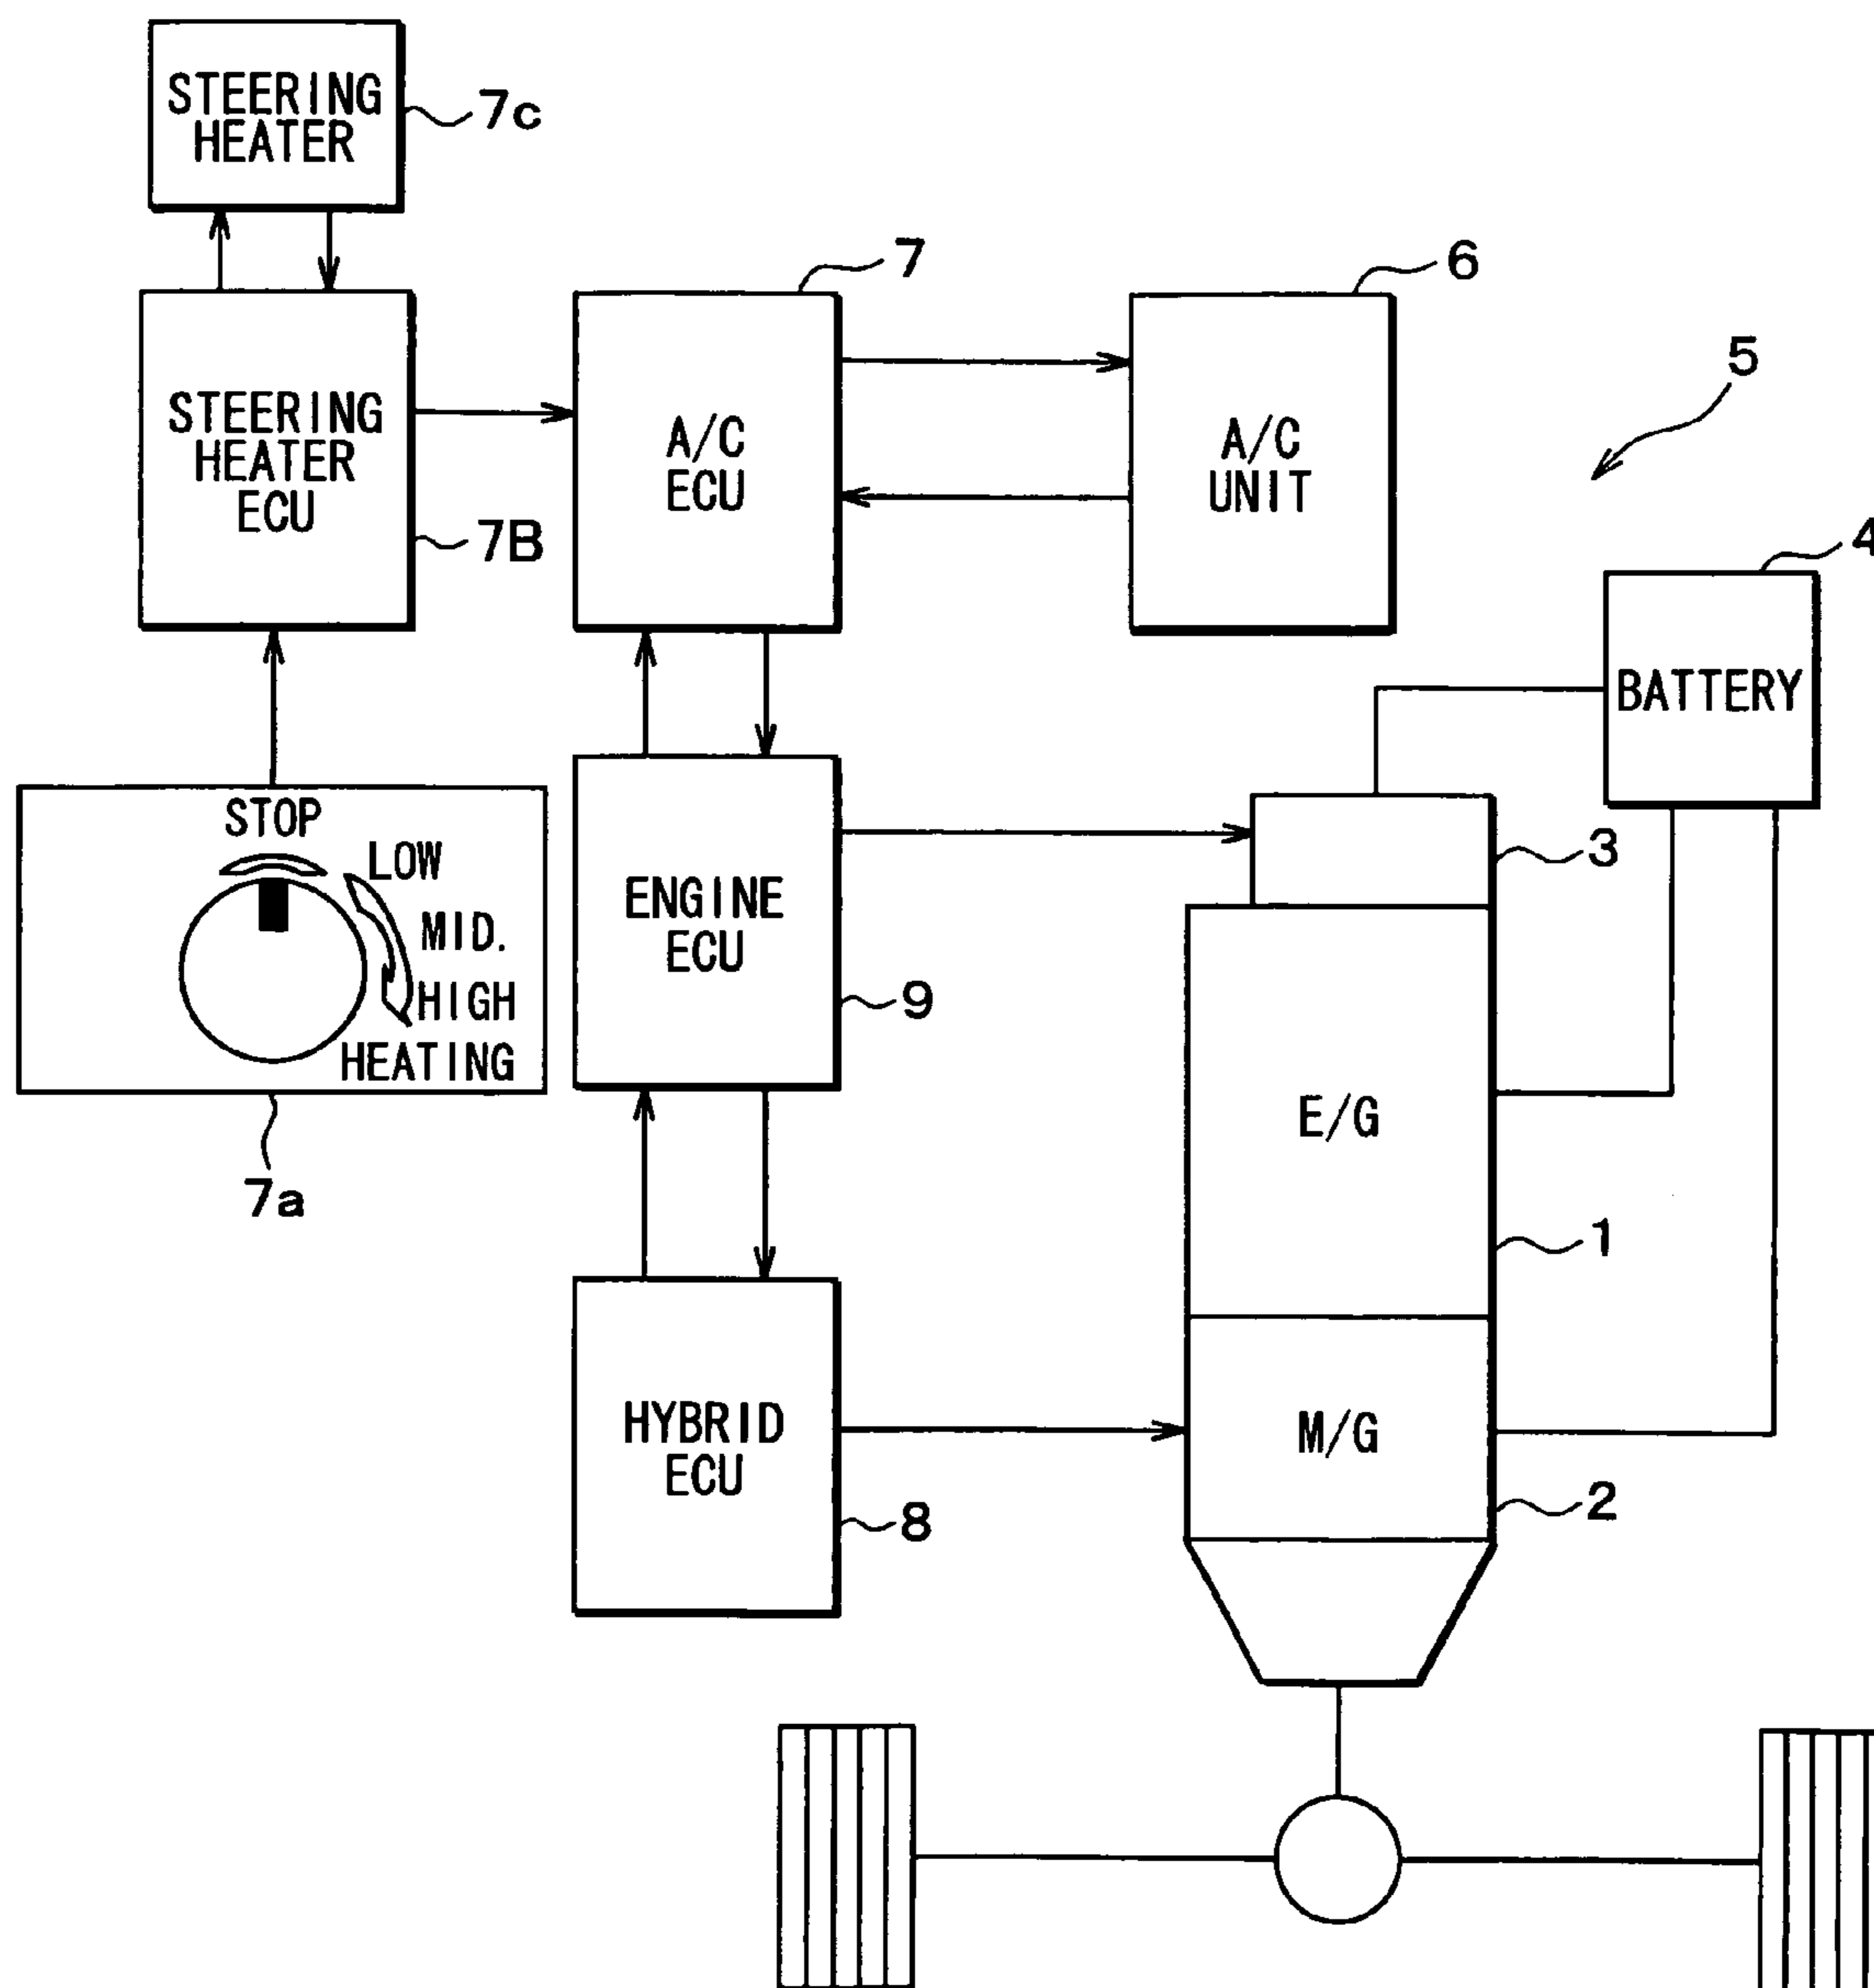 STEERING
HEATER
7c
7
6
5
STEERING
HEATER
ECU
7B
A/C
ECU
A/C
UNIT
4
BATTERY
STOP
LOW
MID.
HIGH
HEATING
7a
ENGINE
ECU
9
3
E/G
1
HYBRID
ECU
8
M/G
2